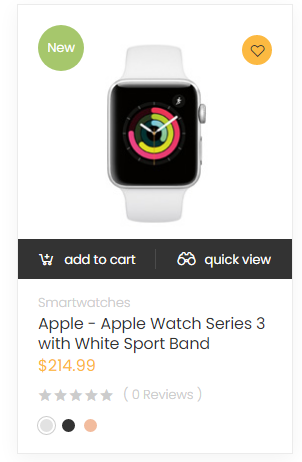 New
add to cart
quick view
Smartwatches
Apple - Apple Watch Series 3
with White Sport Band
$214.99
( 0 Reviews )